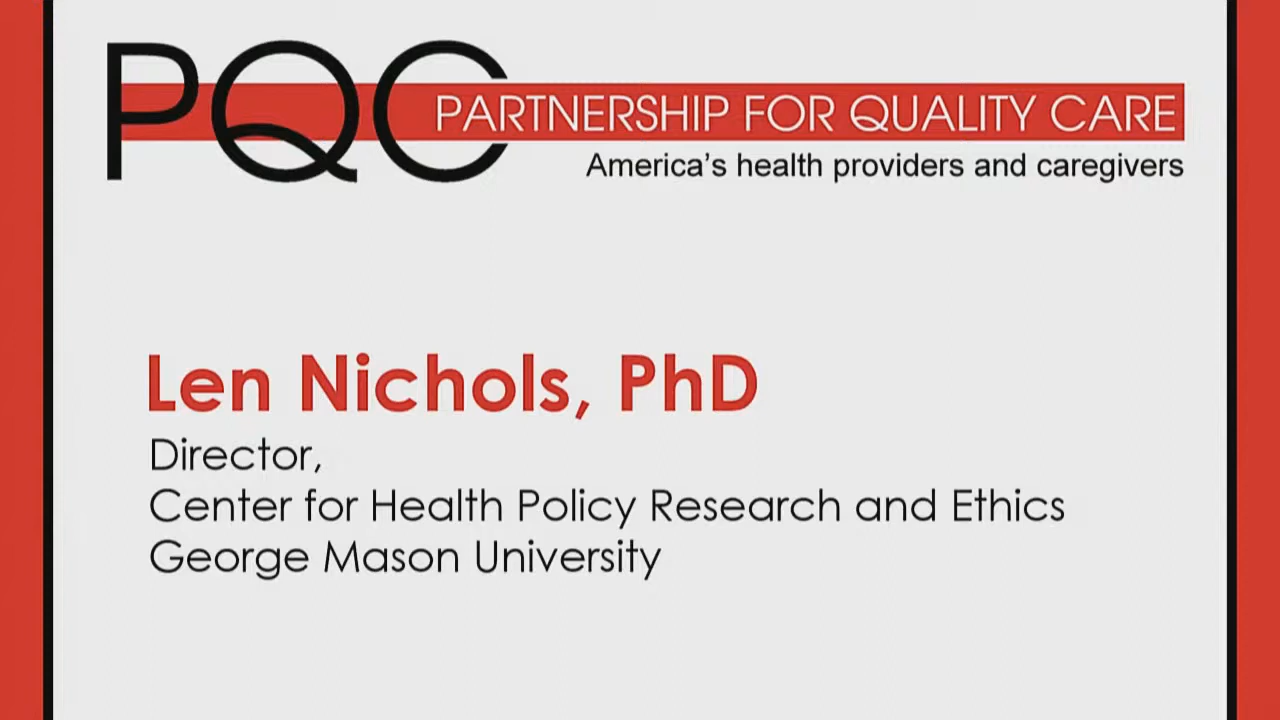 PQC
PARTNERSHIP FOR QUALITY CARE
America's health providers and caregivers
Len Nichols, PhD
Director,
Center for Health Policy Research and Ethics
George Mason University